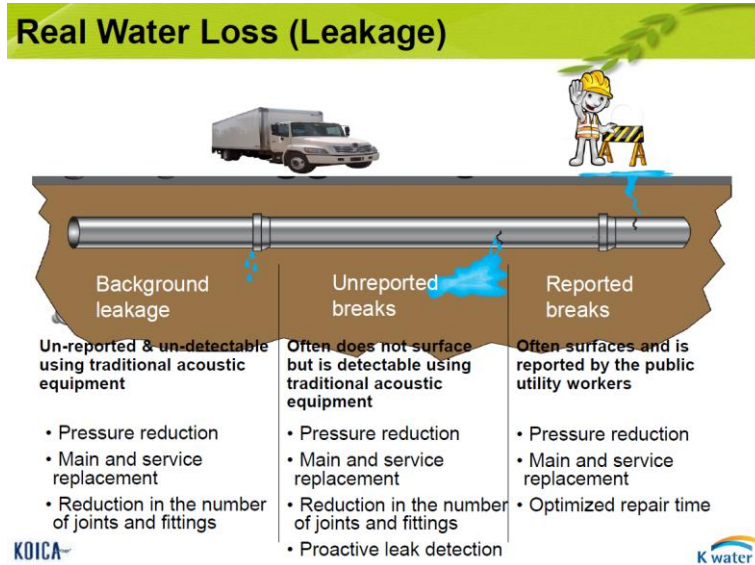 Real Water Loss (Leakage)
Background
leakage
Un-reported & un-detectable
using traditional acoustic
equipment
• Pressure reduction
• Main and service
replacement
• Reduction in the number
of joints and fittings
Unreported
breaks
Often does not surface
but is detectable using
traditional acoustic
equipment
• Pressure reduction
• Main and service
replacement
• Reduction in the number
of joints and fittings
• Proactive leak detection
Reported
breaks
Often surfaces and is
reported by the public
utility workers
• Pressure reduction
• Main and service
replacement
• Optimized repair time
KOICA
K water